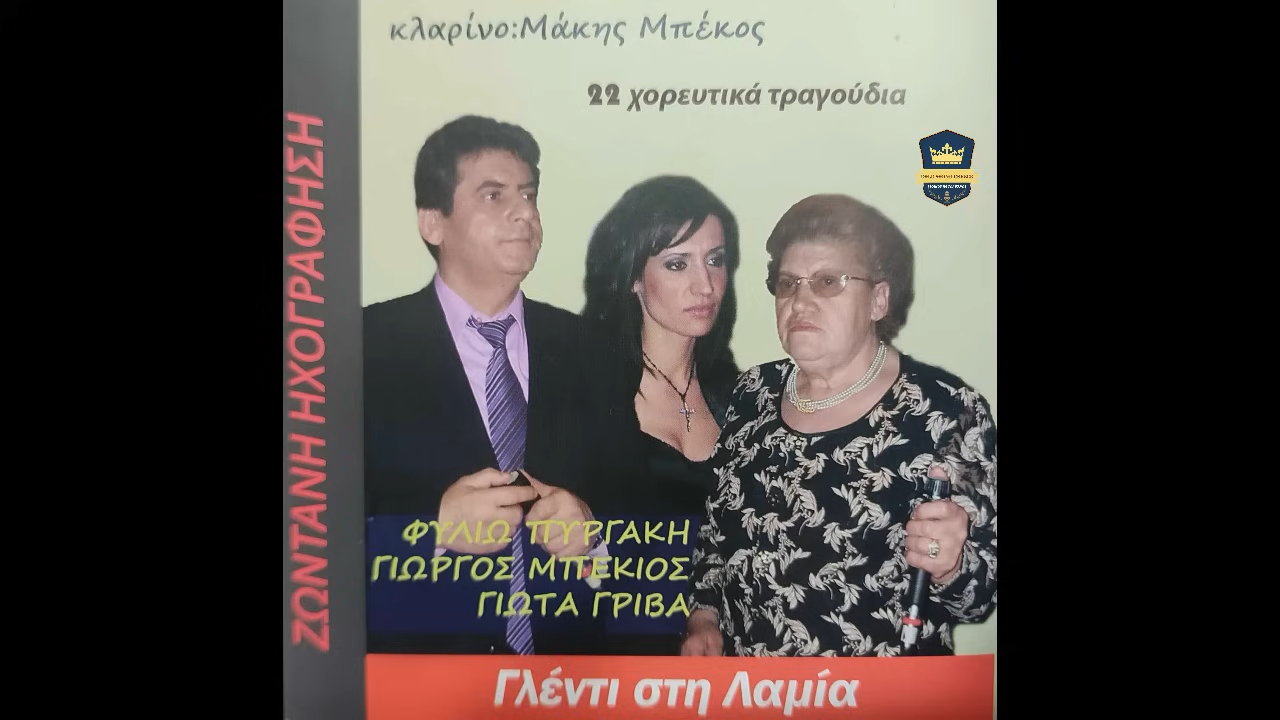 κλαρίνο:Μάκης Μπέκος
22 χορευτικά τραγούδια
ΖΩΝΤΑΝΗ ΗΧΟΓΡΑΦΗΣΗ
ΦΥΛΙΩ ΠΥΡΓΑΚΗ
ΓΙΩΡΓΟΣ ΜΠΕΚΙΟΣ
ΓΙΩΤΑ ΓΡΙΒΑ
Γλέντι στη Λαμία